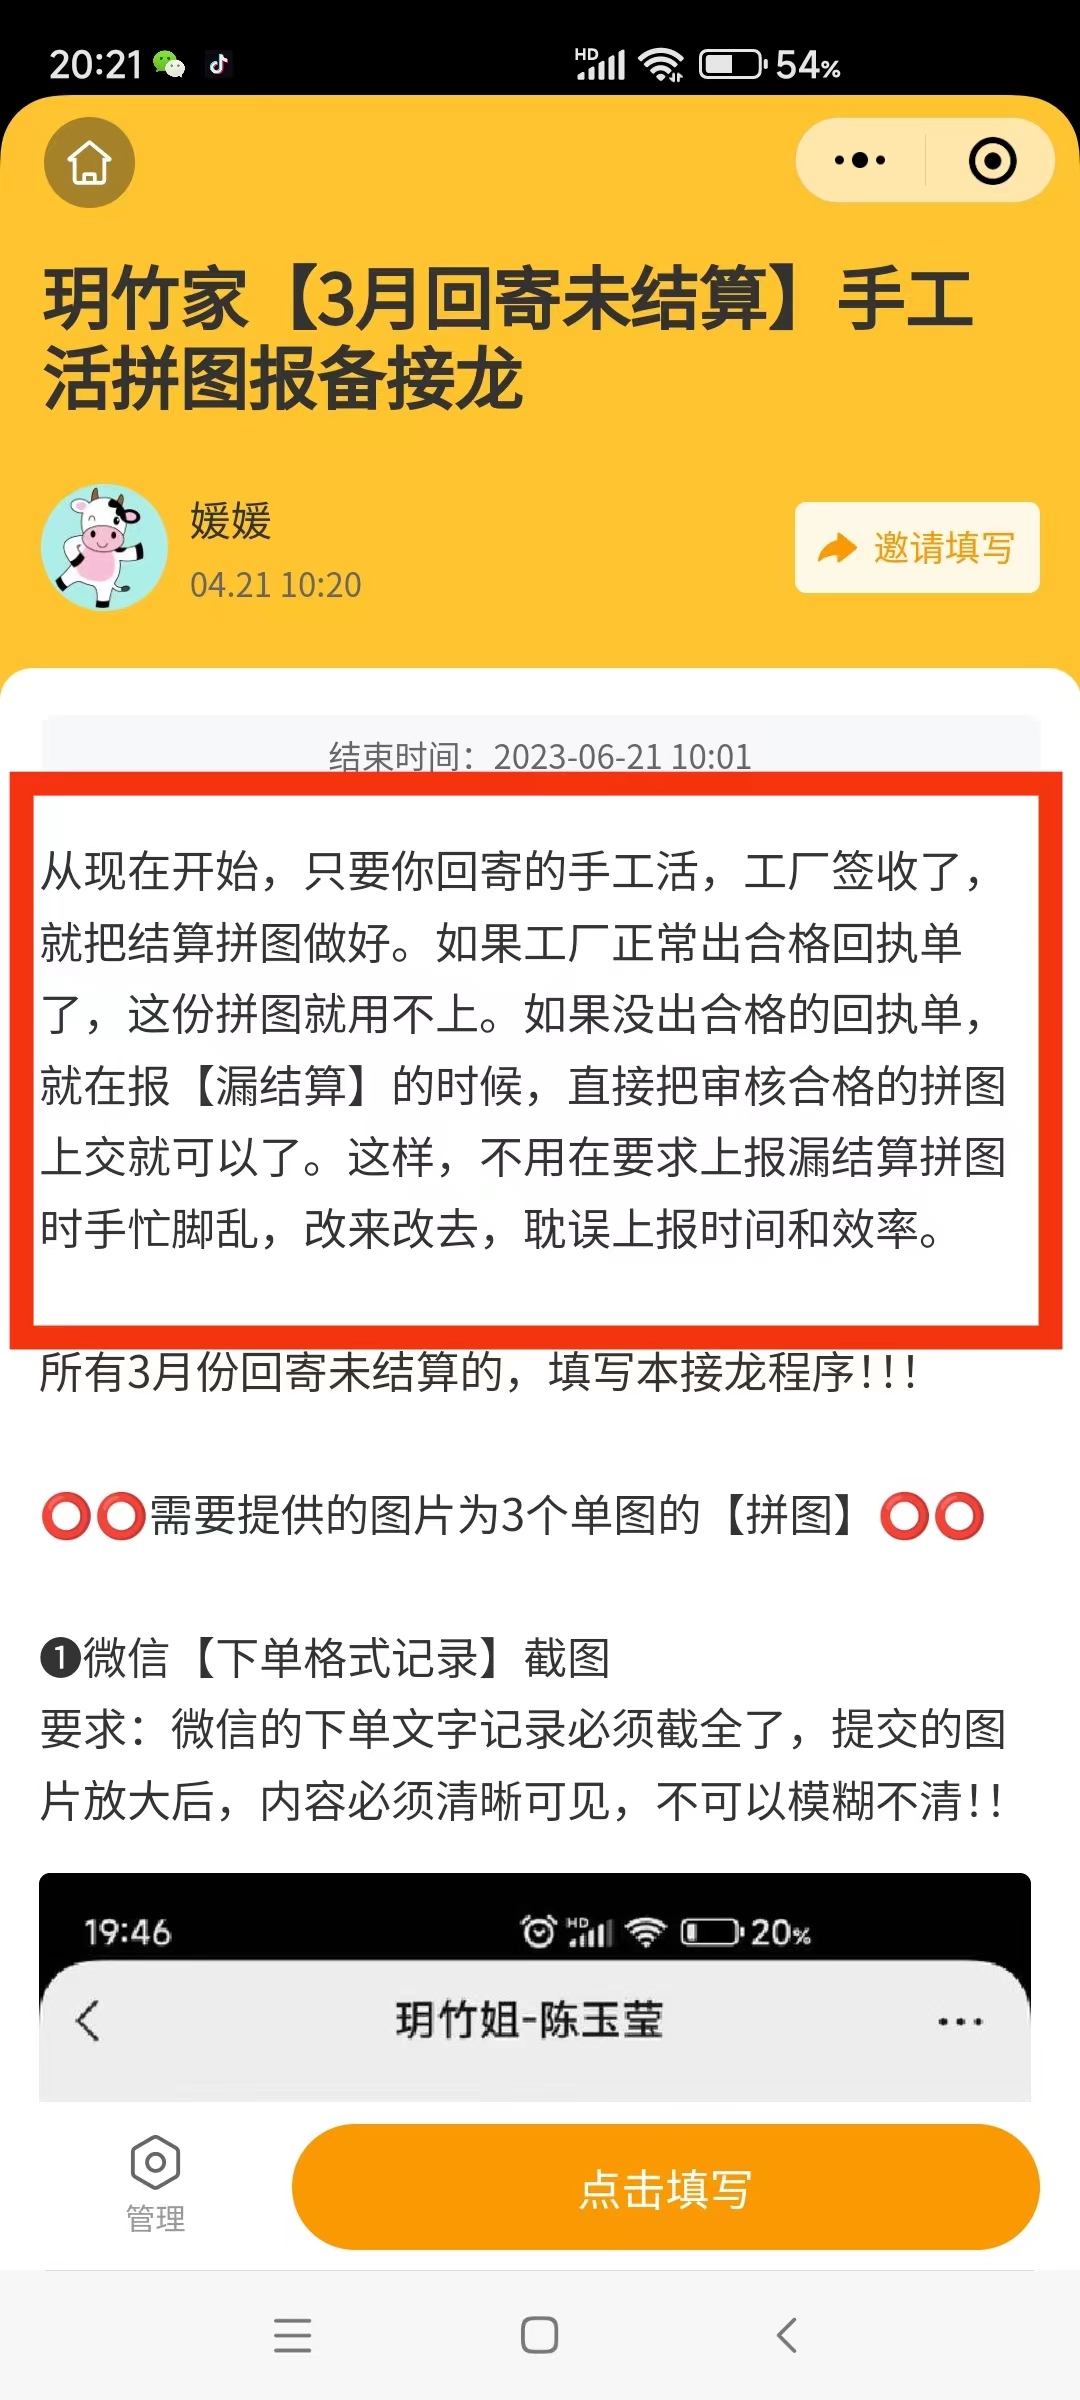 20:21
HD
54%
玥竹家【3月回寄未结算】手工
活拼图报备接龙
媛媛
04.21 10:20
邀请填写
结束时间：2023-06-21 10:01
从现在开始，只要你回寄的手工活，工厂签收了，
就把结算拼图做好。如果工厂正常出合格回执单
了，这份拼图就用不上。如果没出合格的回执单，
就在报【漏结算】的时候，直接把审核合格的拼图
上交就可以了。这样，不用在要求上报漏结算拼图
时手忙脚乱，改来改去，耽误上报时间和效率。
所有3月份回寄未结算的，填写本接龙程序！！！
⭕⭕需要提供的图片为3个单图的【拼图】⭕⭕
❶微信【下单格式记录】截图
要求：微信的下单文字记录必须截全了，提交的图
片放大后，内容必须清晰可见，不可以模糊不清！！
19:46
HD
20%
玥竹姐-陈玉莹
管理
点击填写